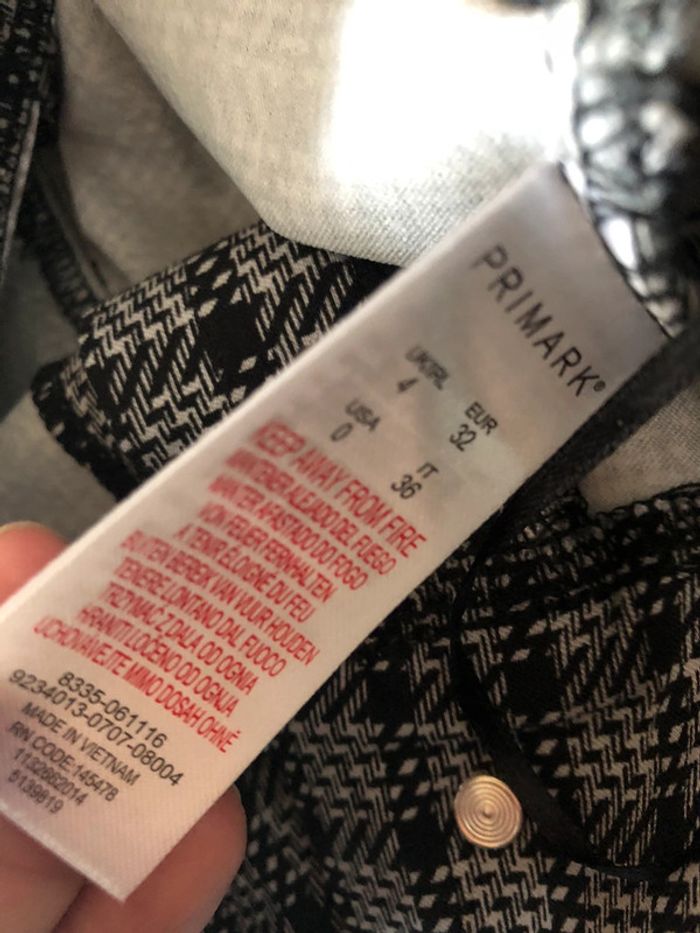 PRIMARK®
UK/IRL EUR
4 32
USA IT
0 36
KEEP AWAY FROM FIRE
MANTENER ALEJADO DEL FUEGO
MANTER AFASTADO DO FOGO
VON FEUER FERNHALTEN
A TENIR ÉLOIGNÉ DU FEU
BUITEN BEREIK VAN VUUR HOUDEN
TENERE LONTANO DAL FUOCO
TRZYMAĆ Z DALA OD OGNIA
HRANITI LOČENO OD OGNJA
UCHOVÁVEJTE MIMO DOSAH OHNĚ
8335-061116
9234013-0707-08004
MADE IN VIETNAM
RN CODE:145478
1132862014
5139819